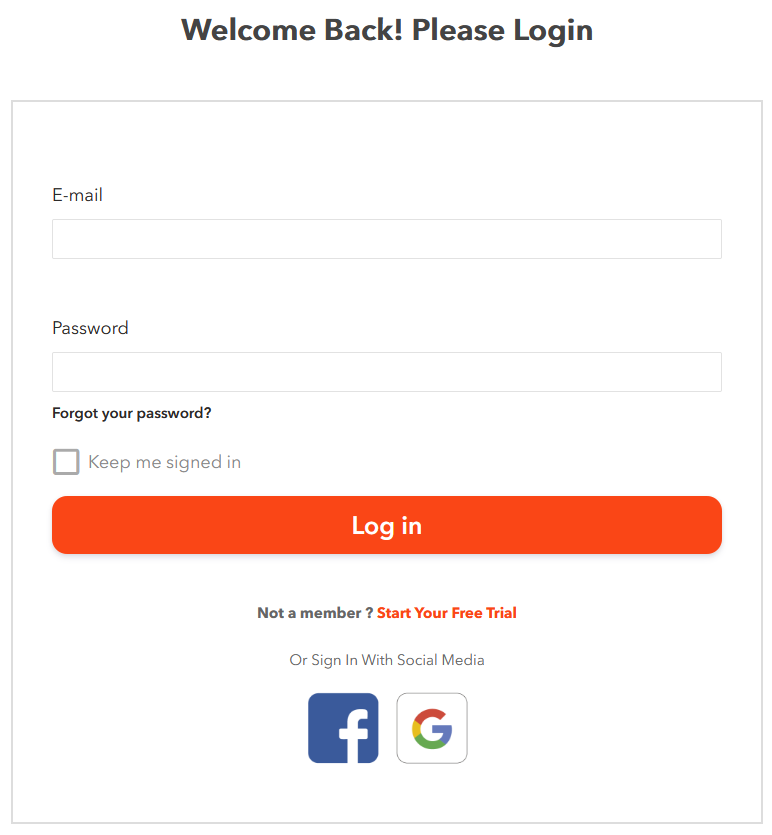 Welcome Back! Please Login
E-mail
Password
Forgot your password?
Keep me signed in
Log in
Not a member ? Start Your Free Trial
Or Sign In With Social Media